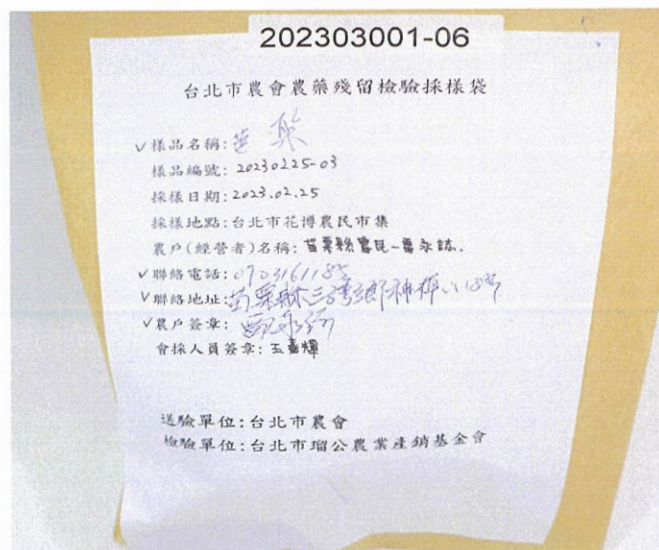 202303001-06
台北市農會農藥殘留檢驗採樣袋
✓樣品名稱:
樣品編號: 20230225-03
採樣日期: 2023.02.25
採樣地點: 台北市花博農民市集
農戶(經營者)名稱: 苗栗縣農民-
✓聯絡電話:
✓聯絡地址: 苗栗縣三灣鄉
✓農戶簽章:
會採人員簽章:
送驗單位: 台北市農會
檢驗單位: 台北市瑠公農業產銷基金會